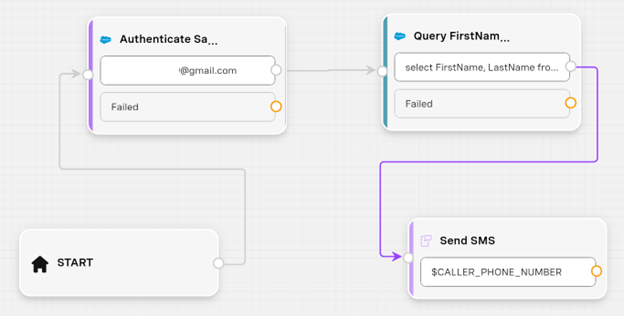 Authenticate Sa...
@gmail.com
Failed
Query FirstNam...
select FirstName, LastName fro...
Failed
START
Send SMS
$CALLER_PHONE_NUMBER